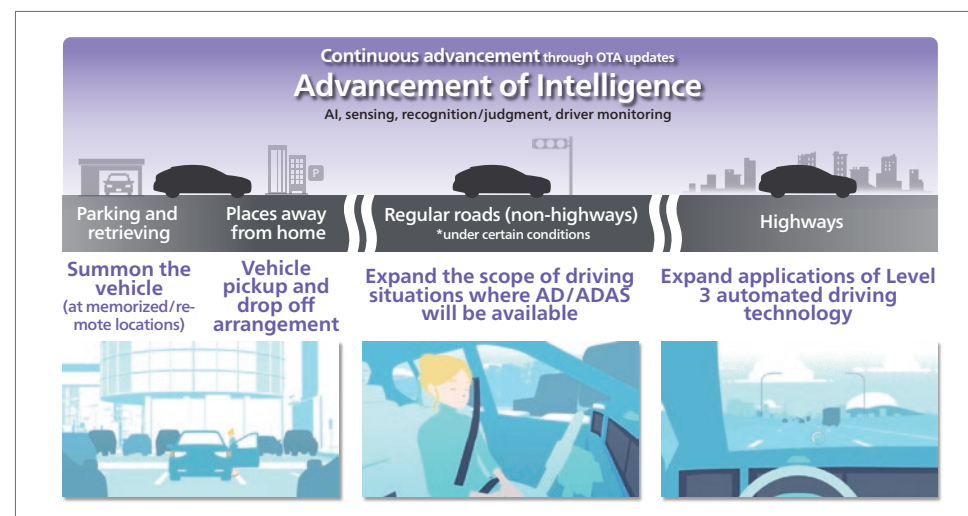 Continuous advancement through OTA updates
Advancement of Intelligence
AI, sensing, recognition/judgment, driver monitoring
P
Parking and
retrieving
Places away
from home
Regular roads (non-highways)
*under certain conditions
Highways
Summon the
vehicle
(at memorized/re-
mote locations)
Vehicle
pickup and
drop off
arrangement
Expand the scope of driving
situations where AD/ADAS
will be available
Expand applications of Level
3 automated driving
technology